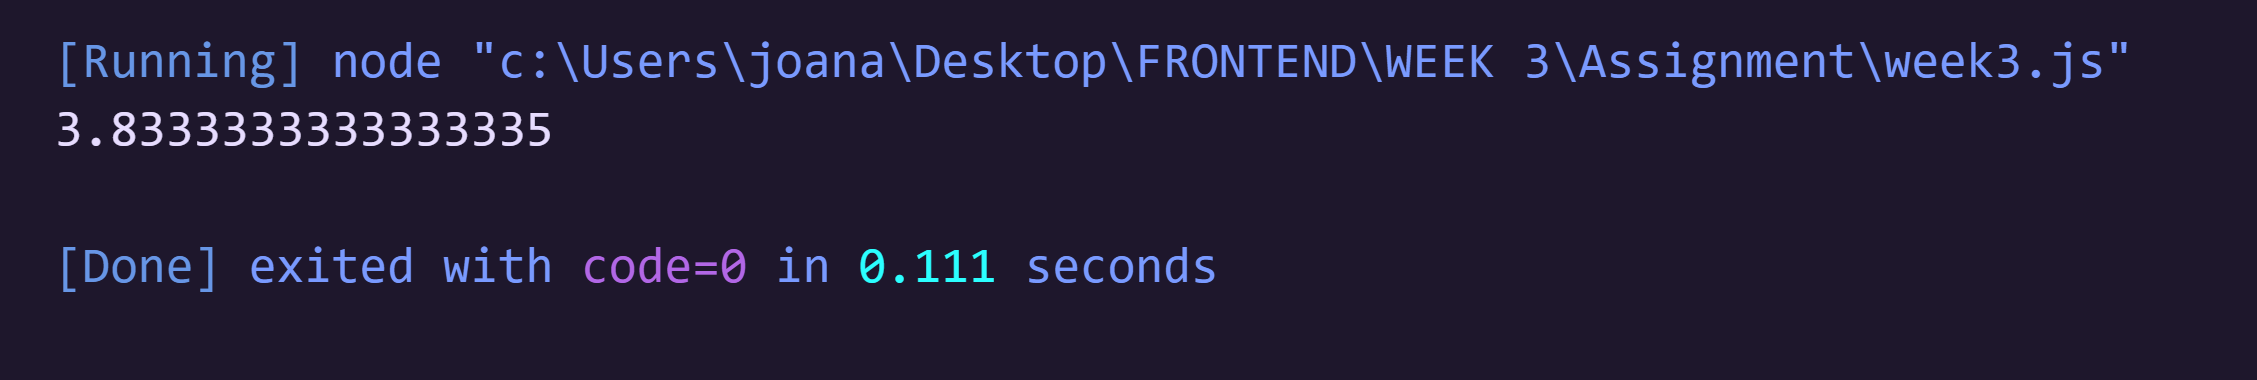 [Running] node "c:\Users\joana\Desktop\FRONTEND\WEEK 3\Assignment\week3.js"
3.8333333333333335
[Done] exited with code=0 in 0.111 seconds